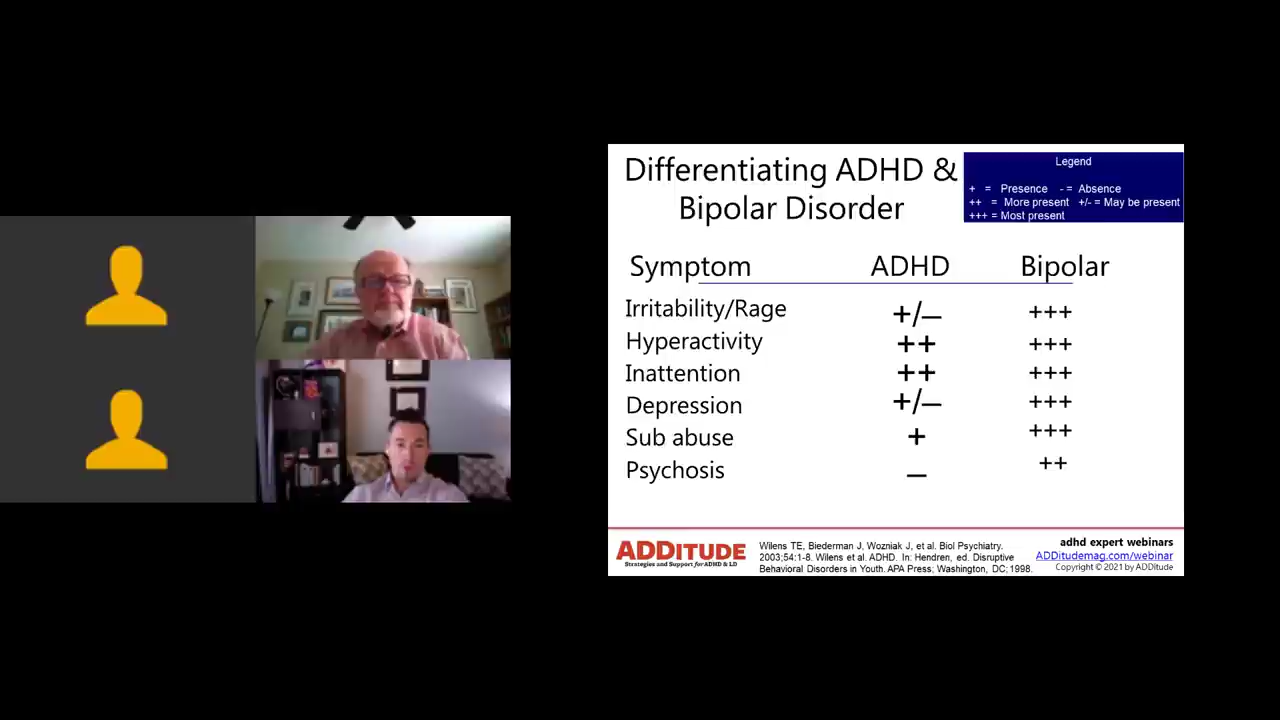 Differentiating ADHD &
Bipolar Disorder
Legend
+ = Presence - = Absence
++ = More present +/- = May be present
+++ = Most present
Symptom ADHD Bipolar
Irritability/Rage +/— +++
Hyperactivity ++ +++
Inattention ++ +++
Depression +/— +++
Sub abuse + +++
Psychosis — ++
ADDITUDE
Strategies and Support for ADHD & LD
Wilens TE, Biederman J, Wozniak J, et al. Biol Psychiatry.
2003;54:1-8. Wilens et al. ADHD. In: Hendren, ed. Disruptive
Behavioral Disorders in Youth. APA Press; Washington, DC; 1998.
adhd expert webinars
ADDitudemag.com/webinar
Copyright © 2021 by ADDitude